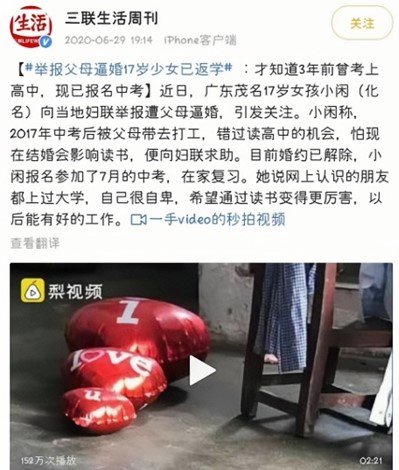 生活
三联生活周刊
2020-06-29 19:14 iPhone客户端
关注
【#举报父母逼婚17岁少女已返学 ：才知道3年前曾考上
高中，现已报名中考】近日，广东茂名17岁女孩小闲（化
名）向当地妇联举报遭父母逼婚，引发关注。小闲称，
2017年中考后被父母带去打工，错过读高中的机会，怕现
在结婚会影响读书，便向妇联求助。目前婚约已解除，小
闲报名参加了7月的中考，在家复习。她说网上认识的朋友
都上过大学，自己很自卑，希望通过读书变得更厉害，以
后能有好的工作。一手video的秒拍视频
查看翻译
梨视频
I
love
u
152万次播放
02:21